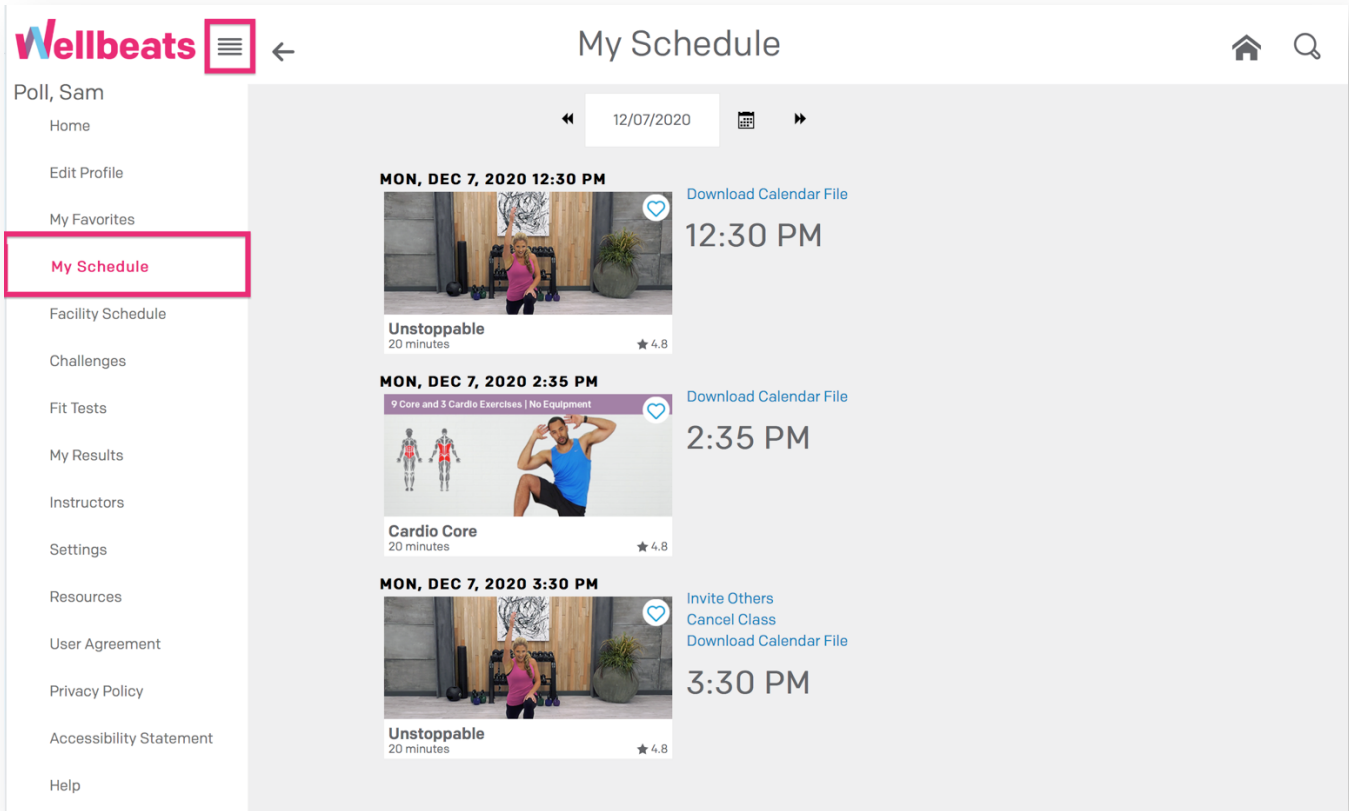 Wellbeats
My Schedule
Poll, Sam
Home
Edit Profile
My Favorites
My Schedule
Facility Schedule
Challenges
Fit Tests
My Results
Instructors
Settings
Resources
User Agreement
Privacy Policy
Accessibility Statement
Help
12/07/2020
MON, DEC 7, 2020 12:30 PM
Download Calendar File
12:30 PM
Unstoppable
20 minutes ★ 4.8
MON, DEC 7, 2020 2:35 PM
9 Core and 3 Cardio Exercises | No Equipment
Download Calendar File
2:35 PM
Cardio Core
20 minutes ★ 4.8
MON, DEC 7, 2020 3:30 PM
Invite Others
Cancel Class
Download Calendar File
3:30 PM
Unstoppable
20 minutes ★ 4.8